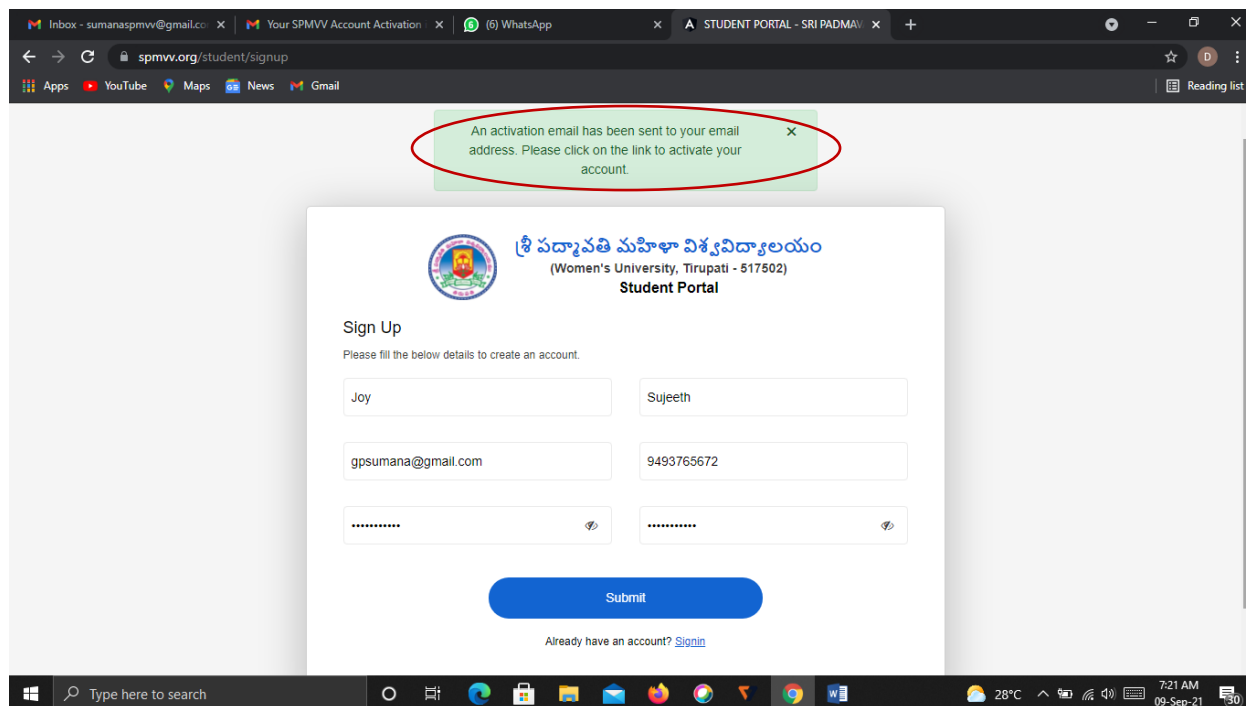 Inbox - sumanaspmvv@gmail.co
Your SPMVV Account Activation
(6) WhatsApp
STUDENT PORTAL - SRI PADMAV
spmvv.org/student/signup
D
Apps
YouTube
Maps
News
Gmail
Reading list
An activation email has been sent to your email
address. Please click on the link to activate your
account.
శ్రీ పద్మావతి మహిళా విశ్వవిద్యాలయం
(Women's University, Tirupati - 517502)
Student Portal
Sign Up
Please fill the below details to create an account.
Joy
Sujeeth
gpsumana@gmail.com
9493765672
•••••••••••
•••••••••••
Submit
Already have an account? Signin
Type here to search
28°C
7:21 AM
09-Sep-21
30